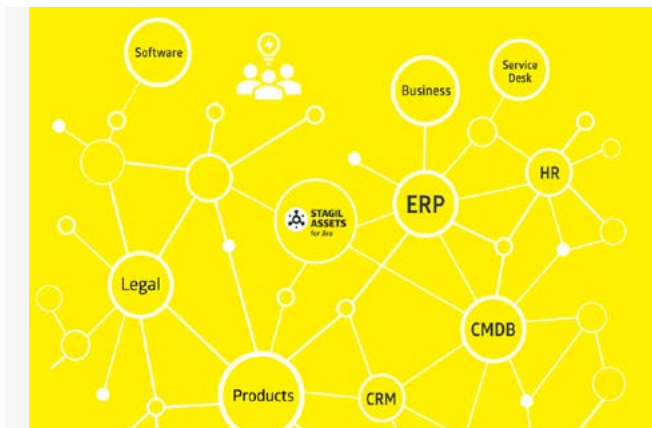 Software
Business
Service
Desk
HR
STAGIL
ASSETS
for Jira
ERP
Legal
CMDB
Products
CRM